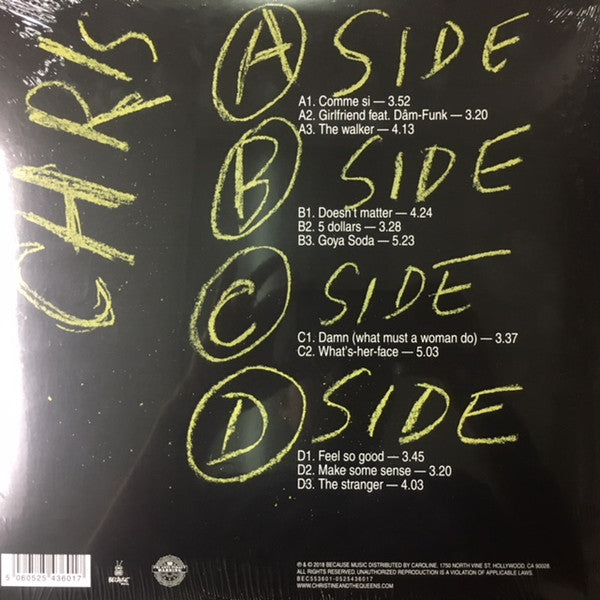 CHRIS
A SIDE
A1. Comme si — 3.52
A2. Girlfriend feat. Dâm-Funk — 3.20
A3. The walker — 4.13
B SIDE
B1. Doesn't matter — 4.24
B2. 5 dollars — 3.28
B3. Goya Soda — 5.23
C SIDE
C1. Damn (what must a woman do) — 3.37
C2. What's-her-face — 5.03
D SIDE
D1. Feel so good — 3.45
D2. Make some sense — 3.20
D3. The stranger — 4.03
5 060525 436017
BECAUSE
℗ & © 2018 BECAUSE MUSIC DISTRIBUTED BY CAROLINE, 1750 NORTH VINE ST, HOLLYWOOD, CA 90028.
ALL RIGHTS RESERVED. UNAUTHORIZED REPRODUCTION IS A VIOLATION OF APPLICABLE LAWS.
BEC553601-0525436017
WWW.CHRISTINEANDTHEQUEENS.COM